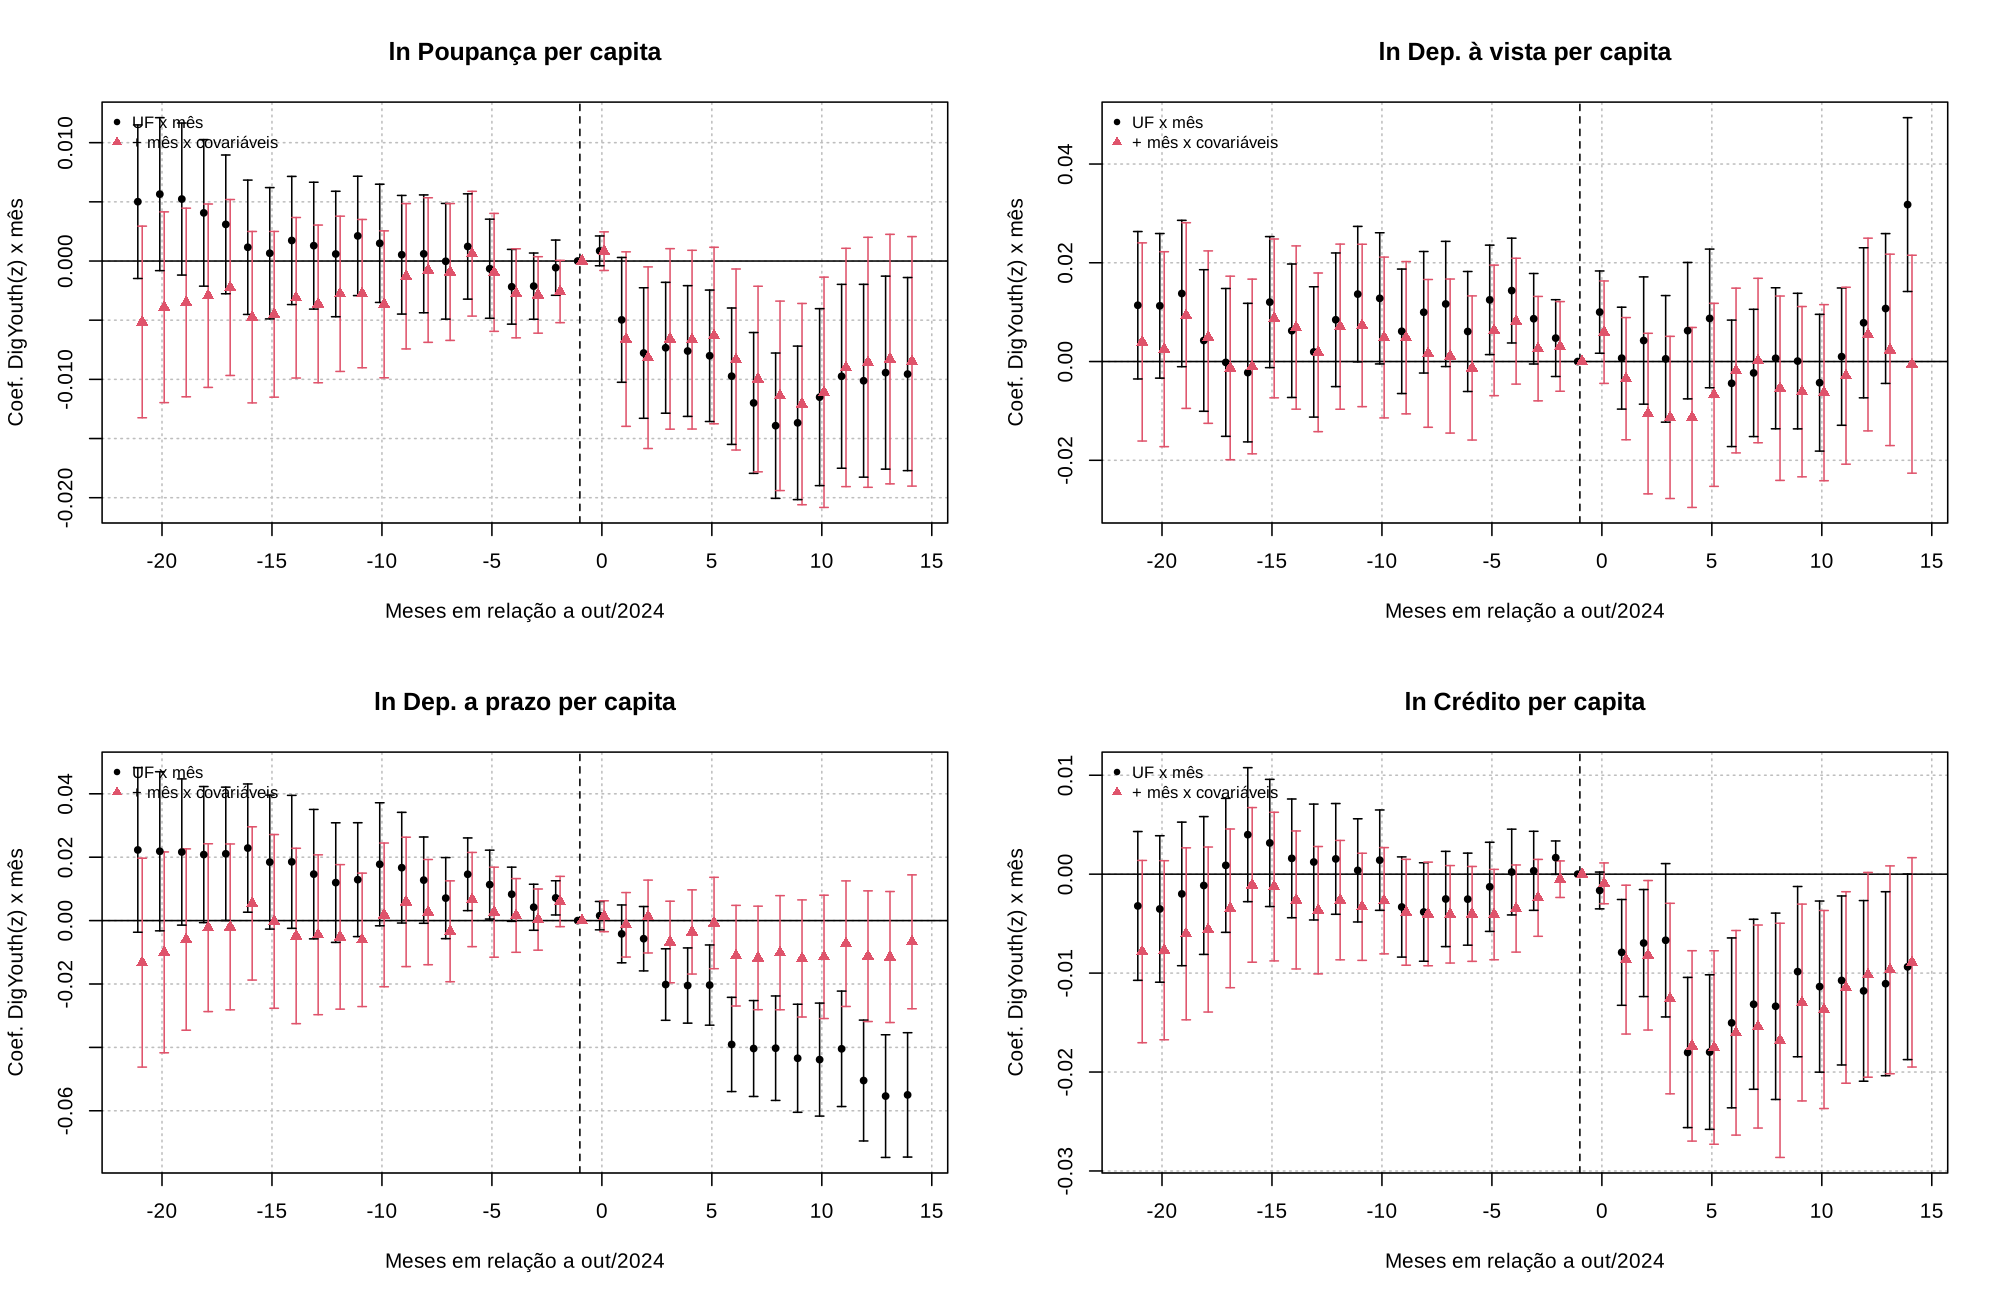 ln Poupança per capita
UF x mês
+ mês x covariáveis
Coef. DigYouth(z) x mês
0.010
0.000
-0.010
-0.020
-20
-15
-10
-5
0
5
10
15
Meses em relação a out/2024
ln Dep. à vista per capita
UF x mês
+ mês x covariáveis
Coef. DigYouth(z) x mês
0.04
0.02
0.00
-0.02
-20
-15
-10
-5
0
5
10
15
Meses em relação a out/2024
ln Dep. a prazo per capita
UF x mês
+ mês x covariáveis
Coef. DigYouth(z) x mês
0.04
0.02
0.00
-0.02
-0.06
-20
-15
-10
-5
0
5
10
15
Meses em relação a out/2024
ln Crédito per capita
UF x mês
+ mês x covariáveis
Coef. DigYouth(z) x mês
0.01
0.00
-0.01
-0.02
-0.03
-20
-15
-10
-5
0
5
10
15
Meses em relação a out/2024